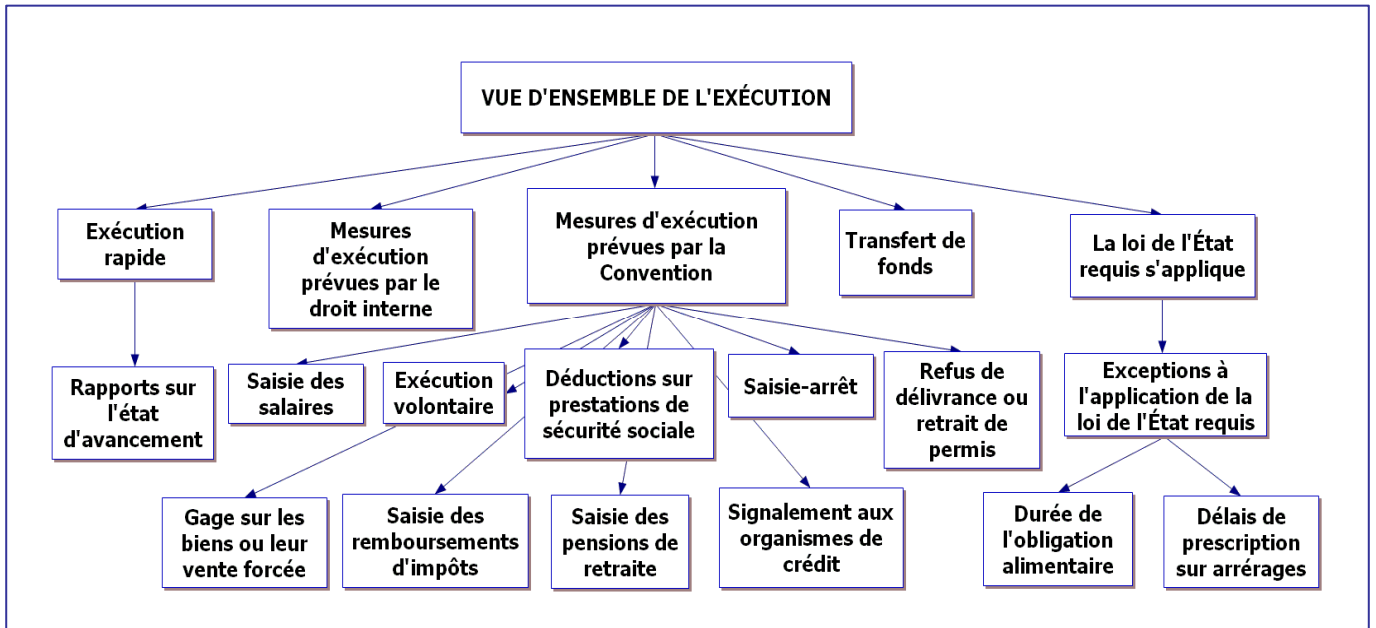 VUE D'ENSEMBLE DE L'EXÉCUTION
Exécution
rapide
Mesures
d'exécution
prévues par le
droit interne
Mesures d'exécution
prévues par la
Convention
Transfert de
fonds
La loi de l'État
requis s'applique
Rapports sur
l'état
d'avancement
Saisie des
salaires
Exécution
volontaire
Déductions sur
prestations de
sécurité sociale
Saisie-arrêt
Refus de
délivrance ou
retrait de
permis
Exceptions à
l'application de la
loi de l'État requis
Gage sur les
biens ou leur
vente forcée
Saisie des
remboursements
d'impôts
Saisie des
pensions de
retraite
Signalement aux
organismes de
crédit
Durée de
l'obligation
alimentaire
Délais de
prescription
sur arrérages